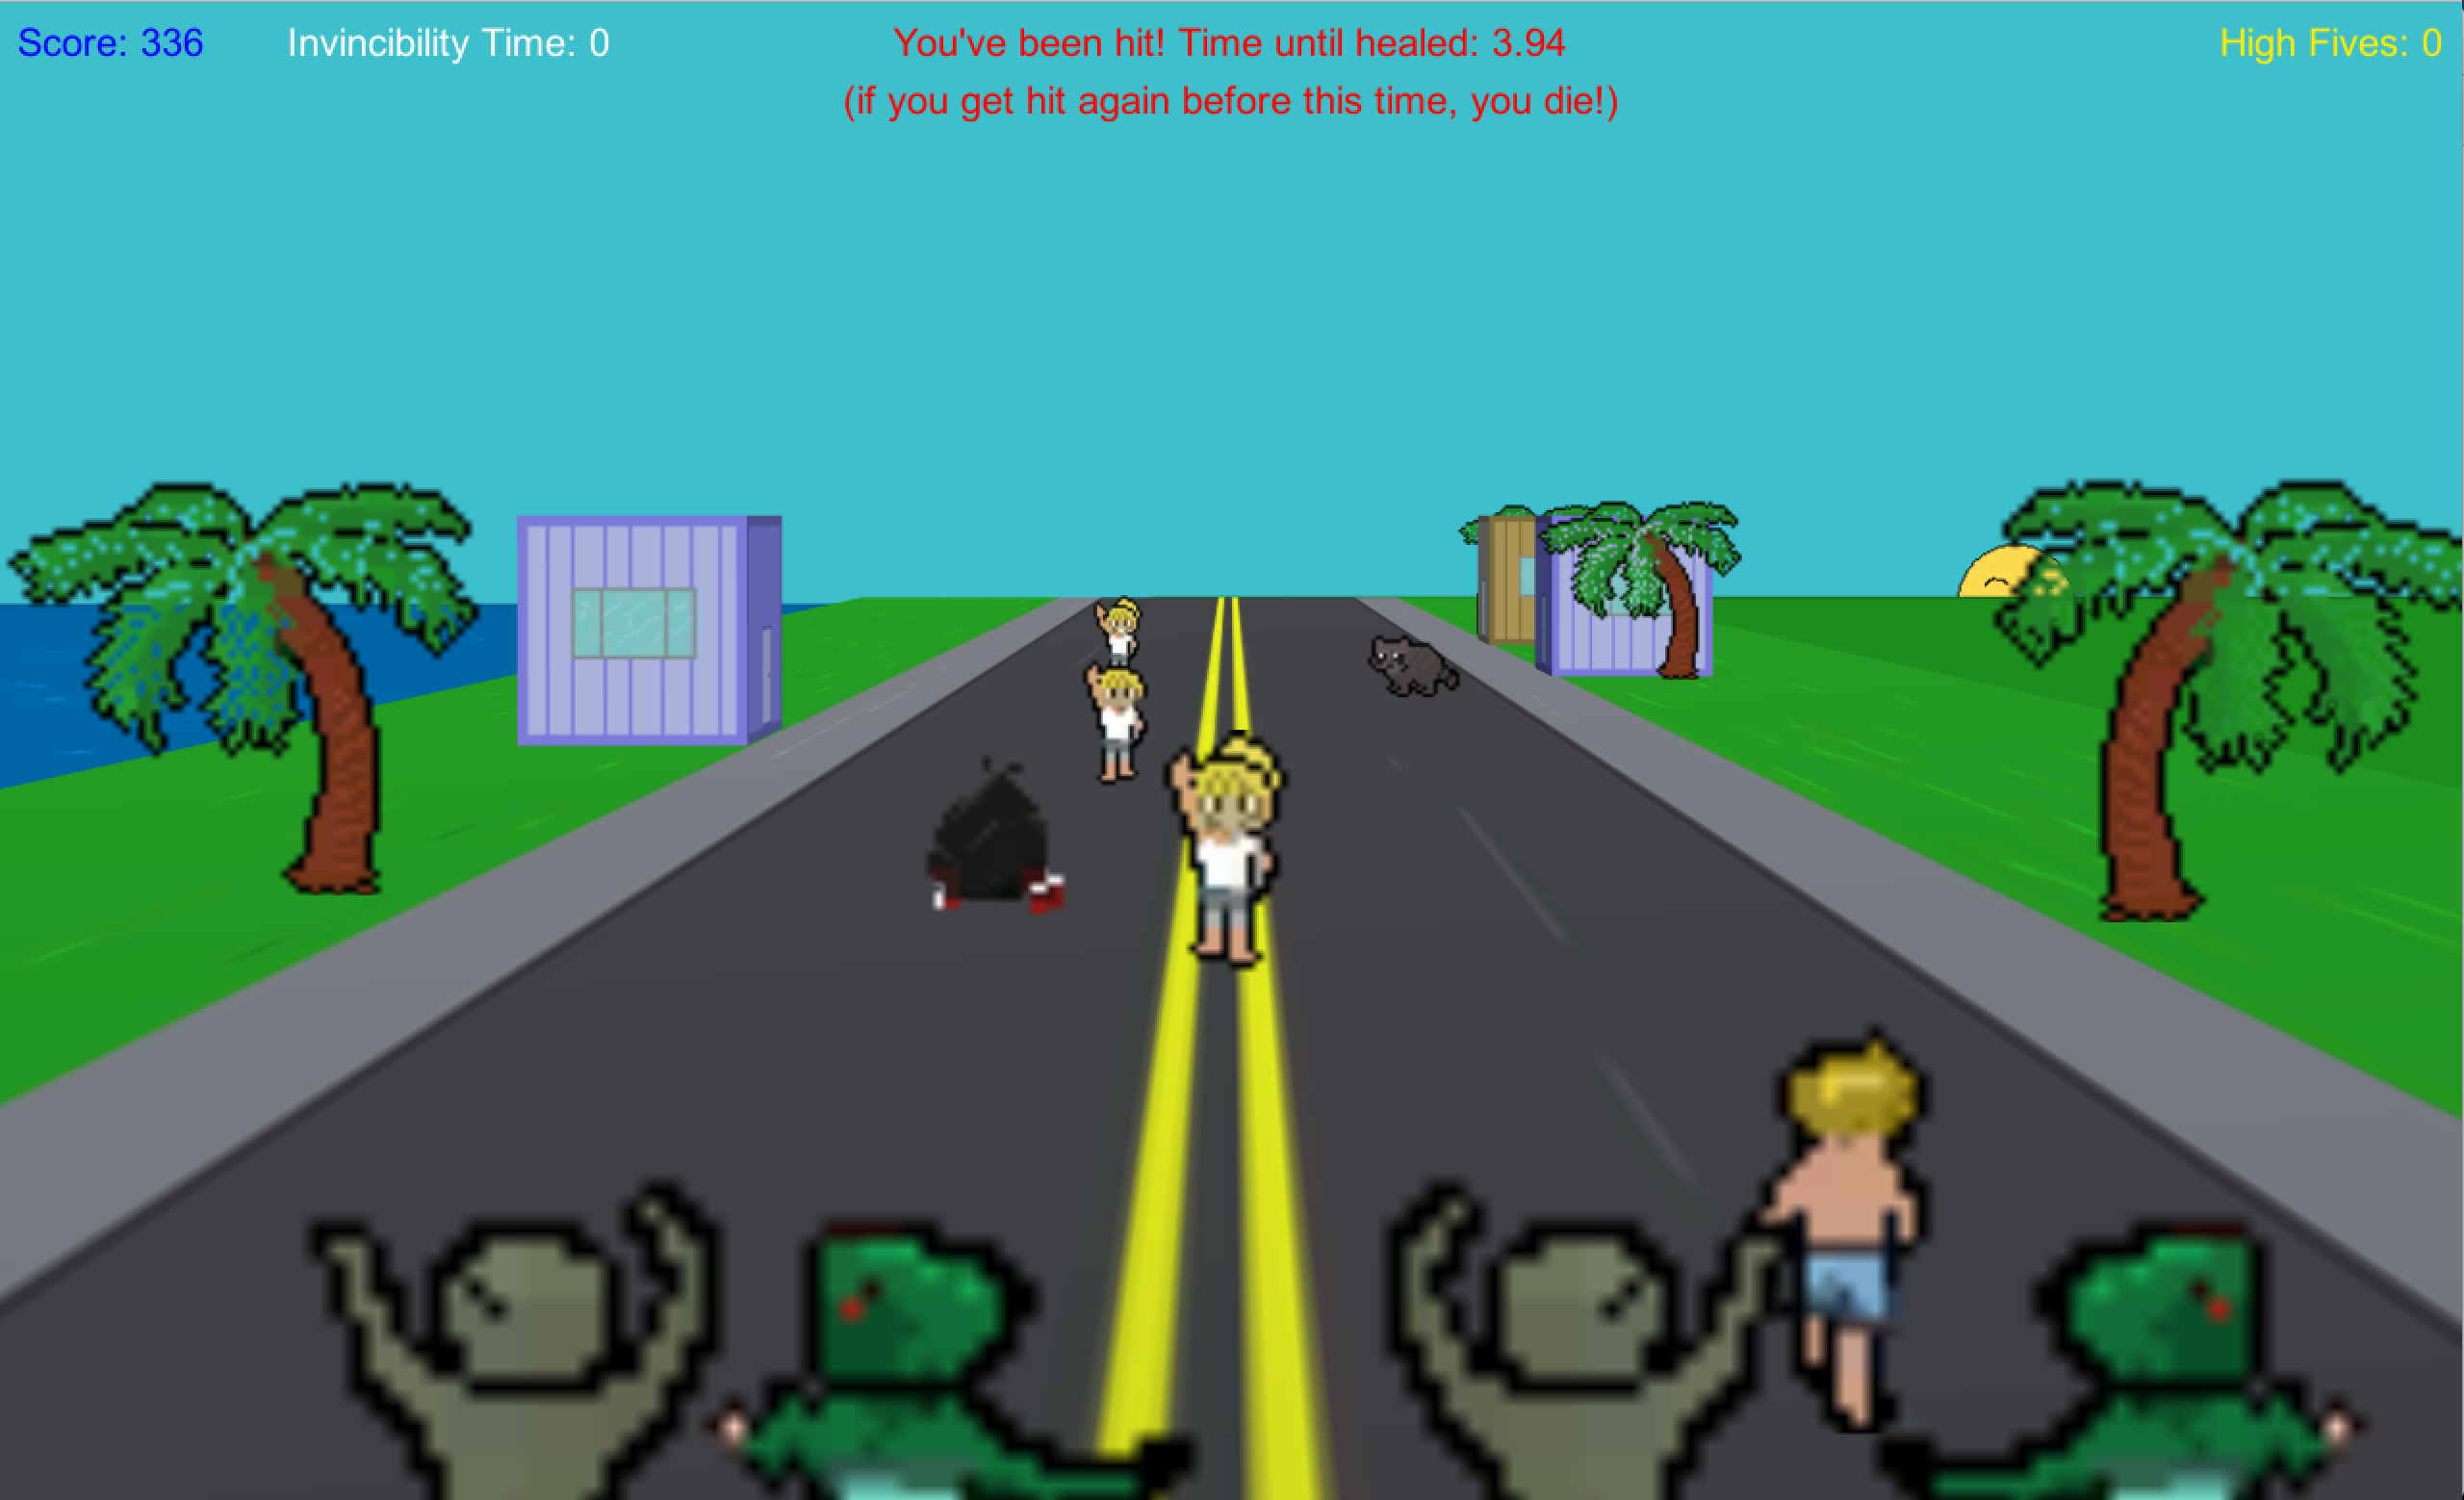 Score: 336
Invincibility Time: 0
You've been hit! Time until healed: 3.94
(if you get hit again before this time, you die!)
High Fives: 0